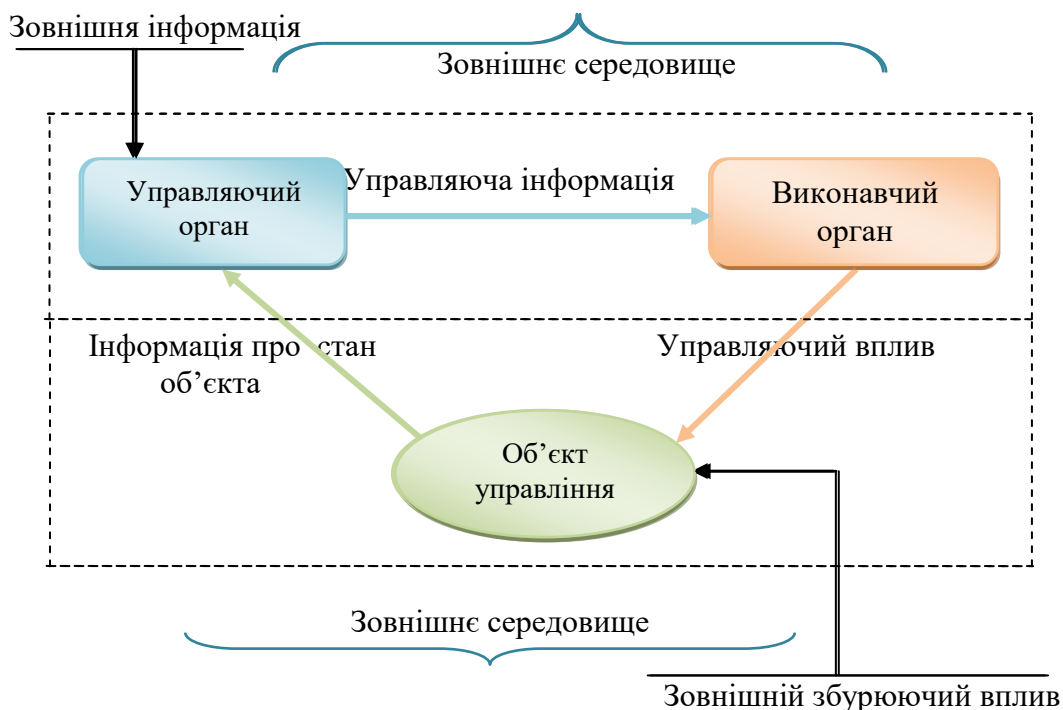 Зовнішня інформація
Зовнішнє середовище
Управляючий
орган
Управляюча інформація
Виконавчий
орган
Інформація про стан
об’єкта
Управляючий вплив
Об’єкт
управління
Зовнішнє середовище
Зовнішній збурюючий вплив